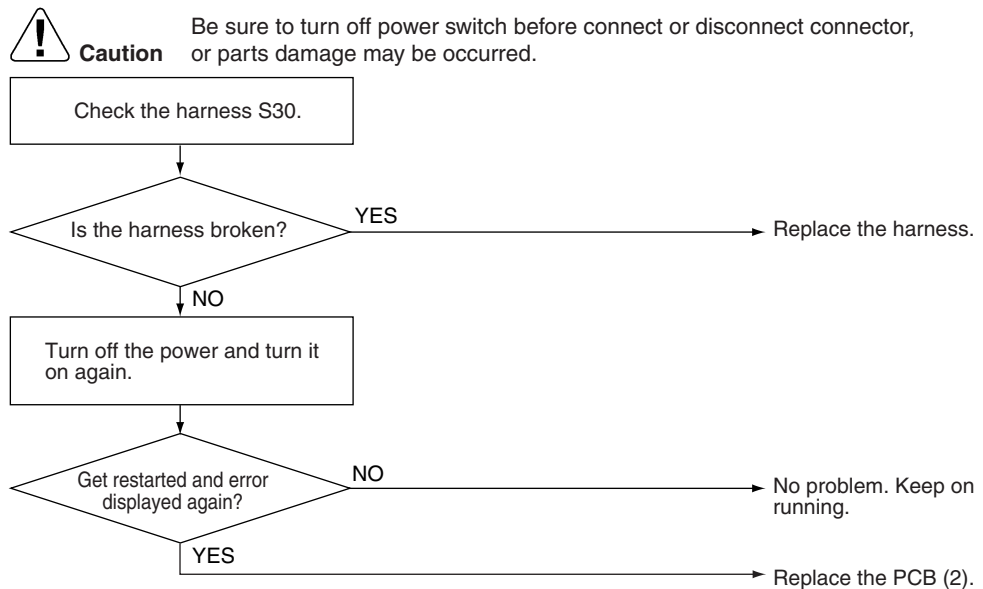 Be sure to turn off power switch before connect or disconnect connector,
! Caution or parts damage may be occurred.
Check the harness S30.
Is the harness broken?
YES
Replace the harness.
NO
Turn off the power and turn it
on again.
Get restarted and error
displayed again?
NO
No problem. Keep on
running.
YES
Replace the PCB (2).